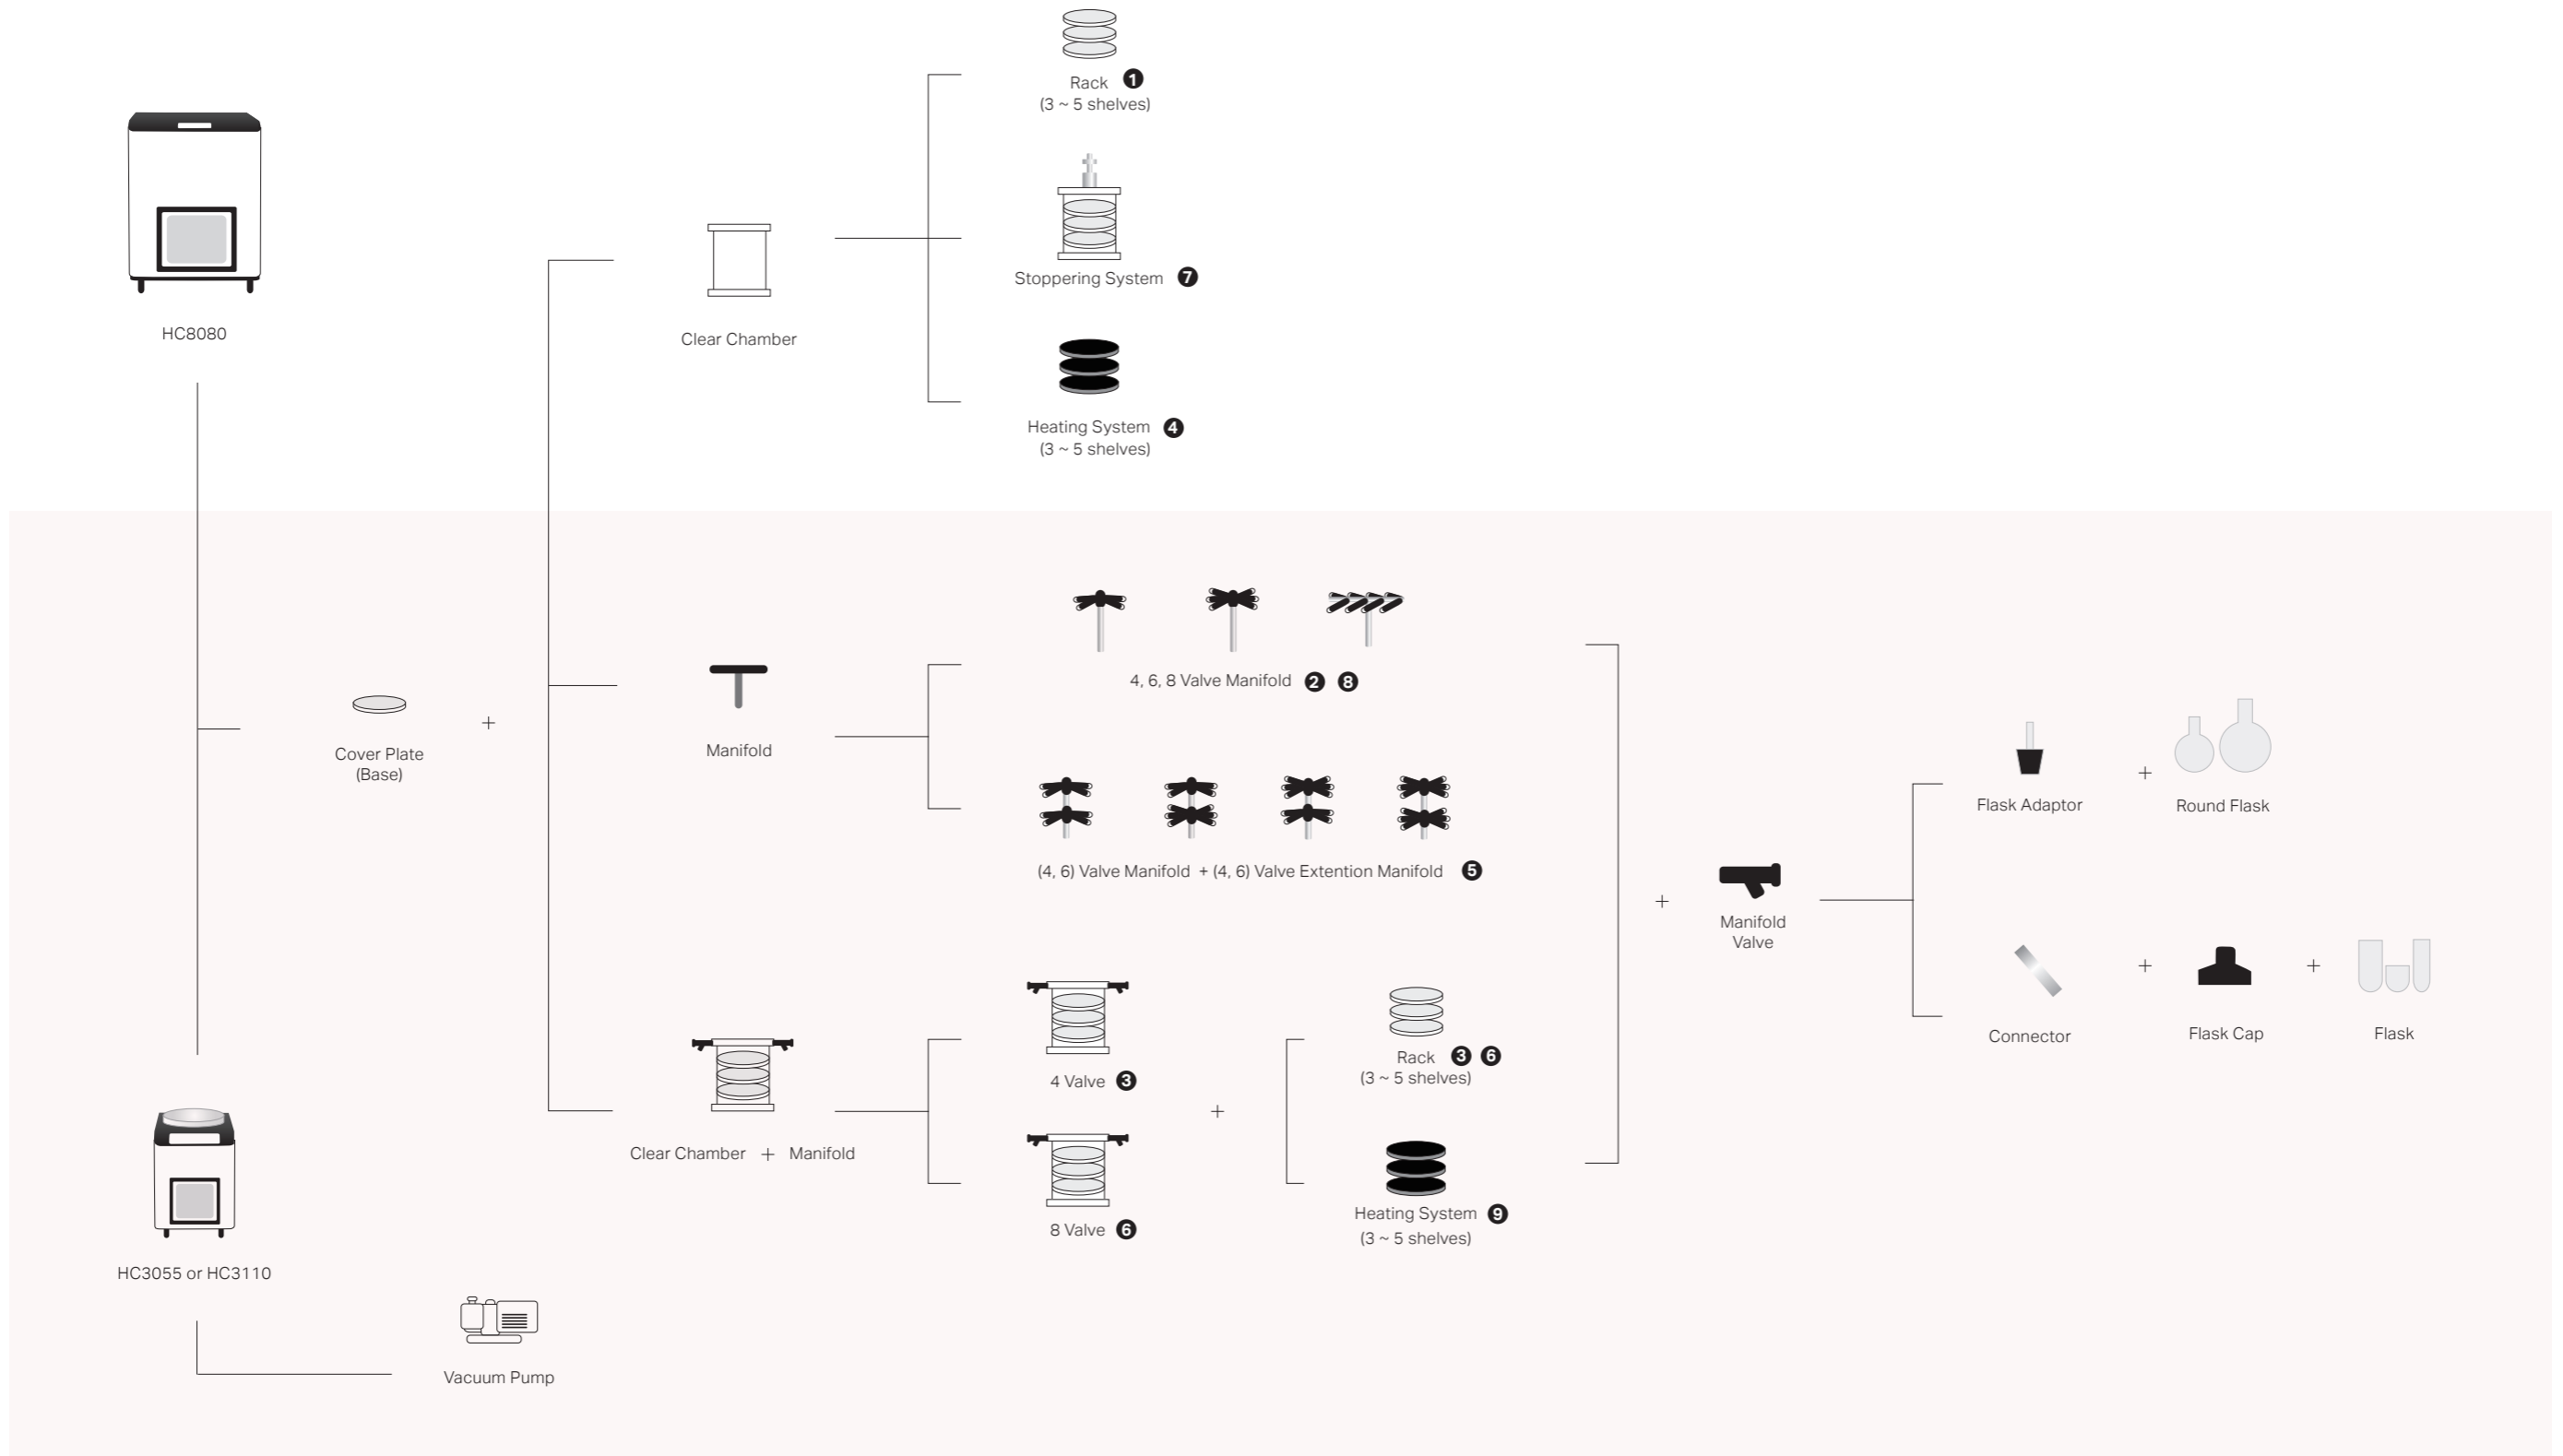 Rack ❶
(3 ~ 5 shelves)
HC8080
Clear Chamber
Stoppering System ❼
Heating System ❹
(3 ~ 5 shelves)
Cover Plate
(Base)
+
Manifold
4, 6, 8 Valve Manifold ❷ ❽
(4, 6) Valve Manifold + (4, 6) Valve Extention Manifold ❺
Clear Chamber + Manifold
4 Valve ❸
8 Valve ❻
+
Rack ❸ ❻
(3 ~ 5 shelves)
Heating System ❾
(3 ~ 5 shelves)
+
Manifold
Valve
Flask Adaptor
+
Round Flask
Connector
+
Flask Cap
+
Flask
HC3055 or HC3110
Vacuum Pump